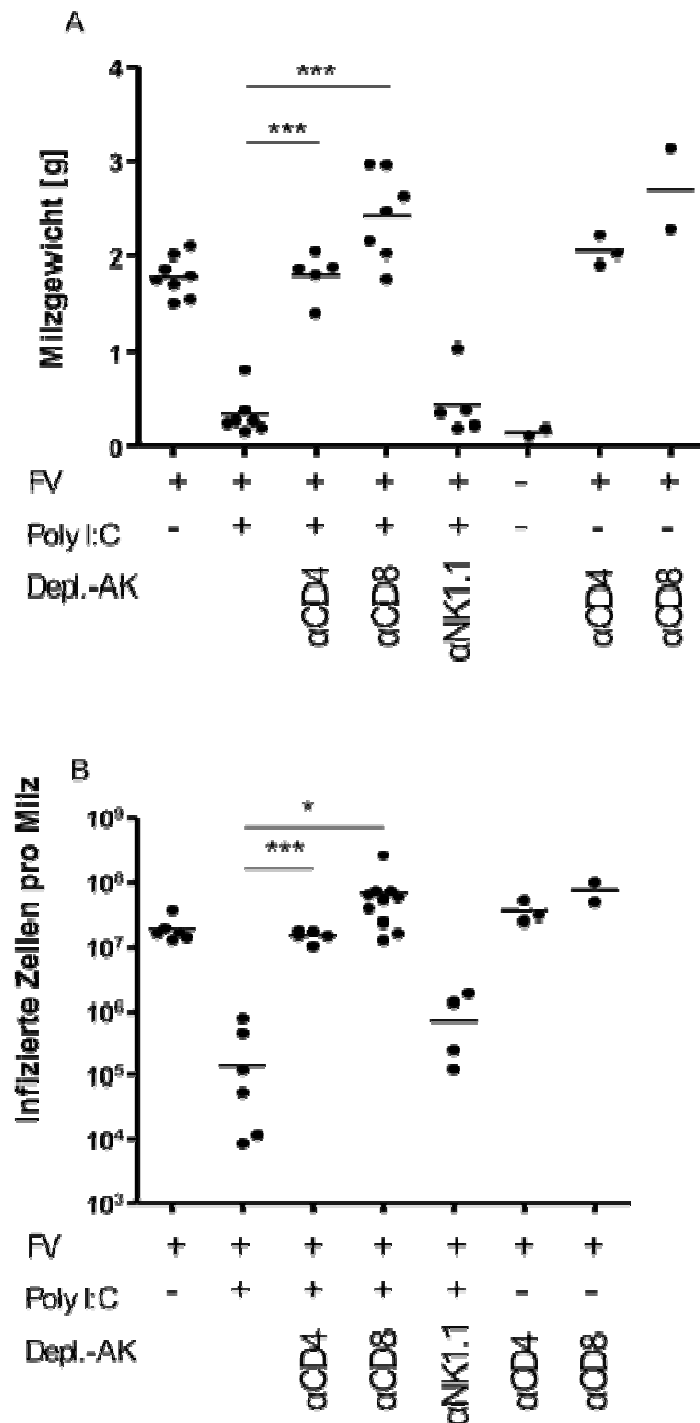 A
***
***
Milzgewicht [g]
4
3
2
1
0
FV + + + + + - + +
Poly I:C - + + + + - - -
Depl.-AK αCD4 αCD8 αNK1.1 αCD4 αCD8
B
*
***
Infizierte Zellen pro Milz
10⁹
10⁸
10⁷
10⁶
10⁵
10⁴
10³
FV + + + + + + +
Poly I:C - + + + + - -
Depl.-AK αCD4 αCD8 αNK1.1 αCD4 αCD8